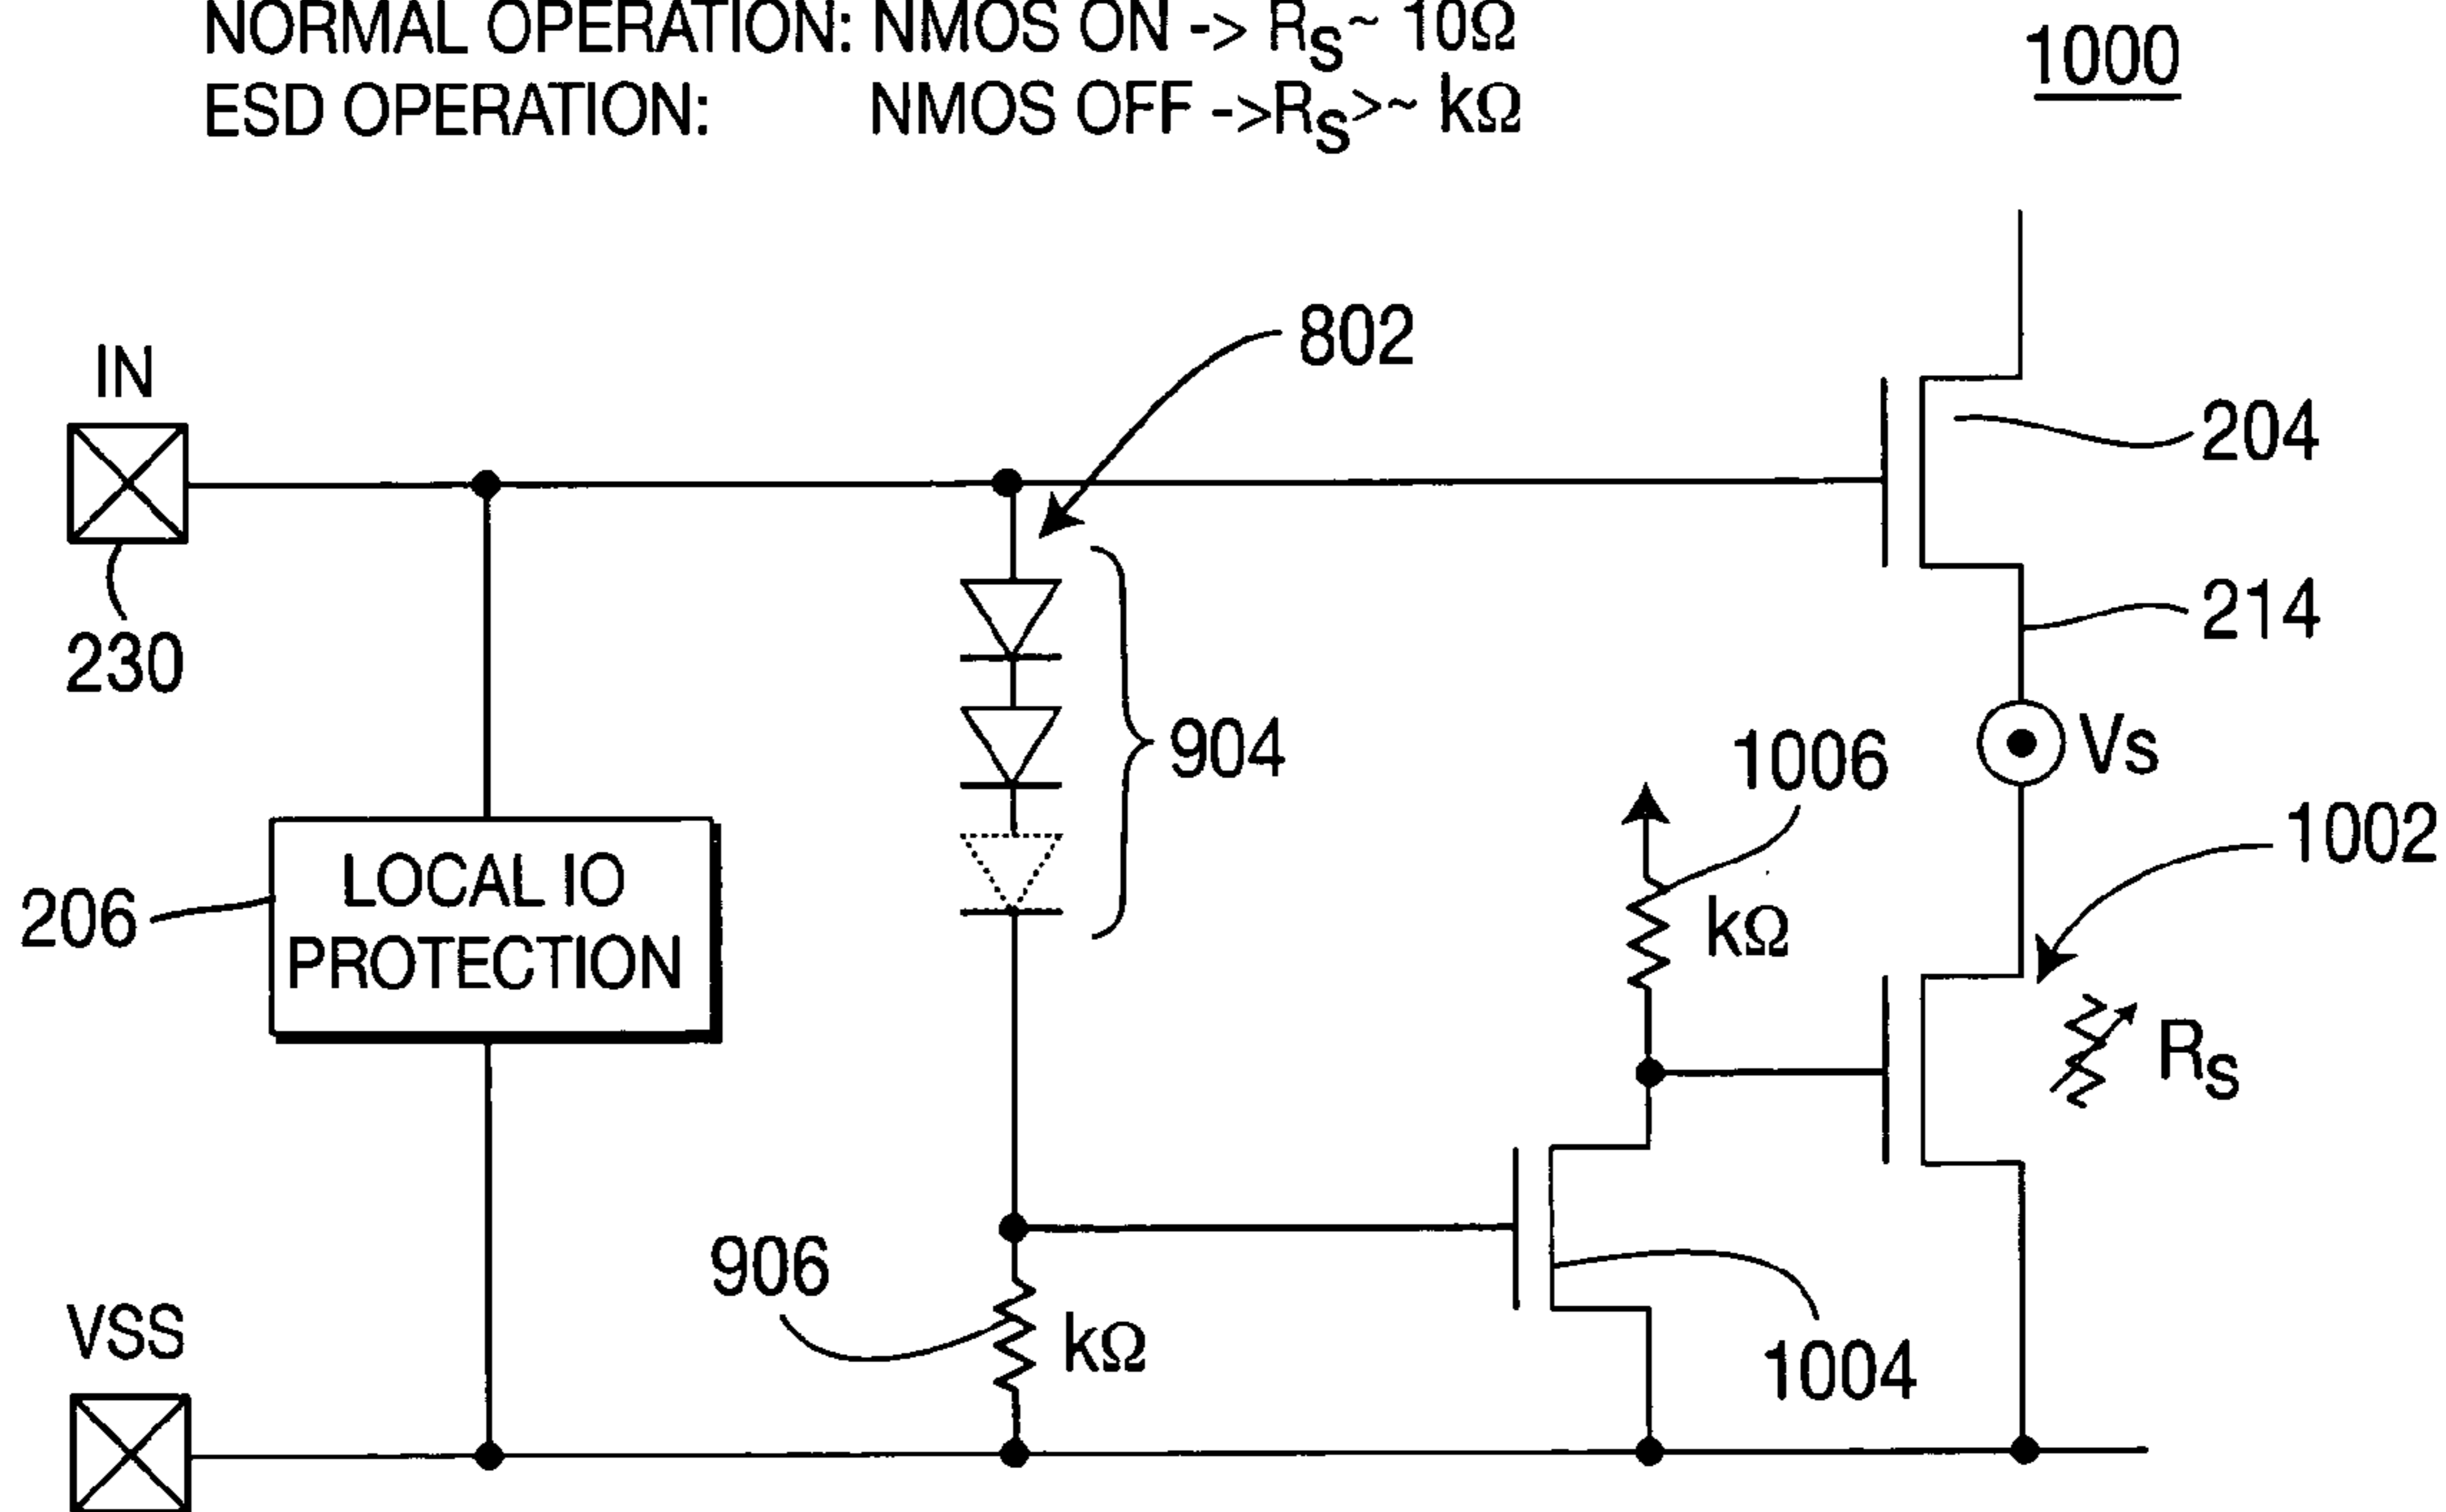 NORMAL OPERATION: NMOS ON -> RS~ 10Ω
ESD OPERATION: NMOS OFF ->RS>~ kΩ
1000
802
IN
204
230
214
904
Vs
1006
1002
kΩ
LOCAL IO
PROTECTION
206
RS
906
kΩ
VSS
1004